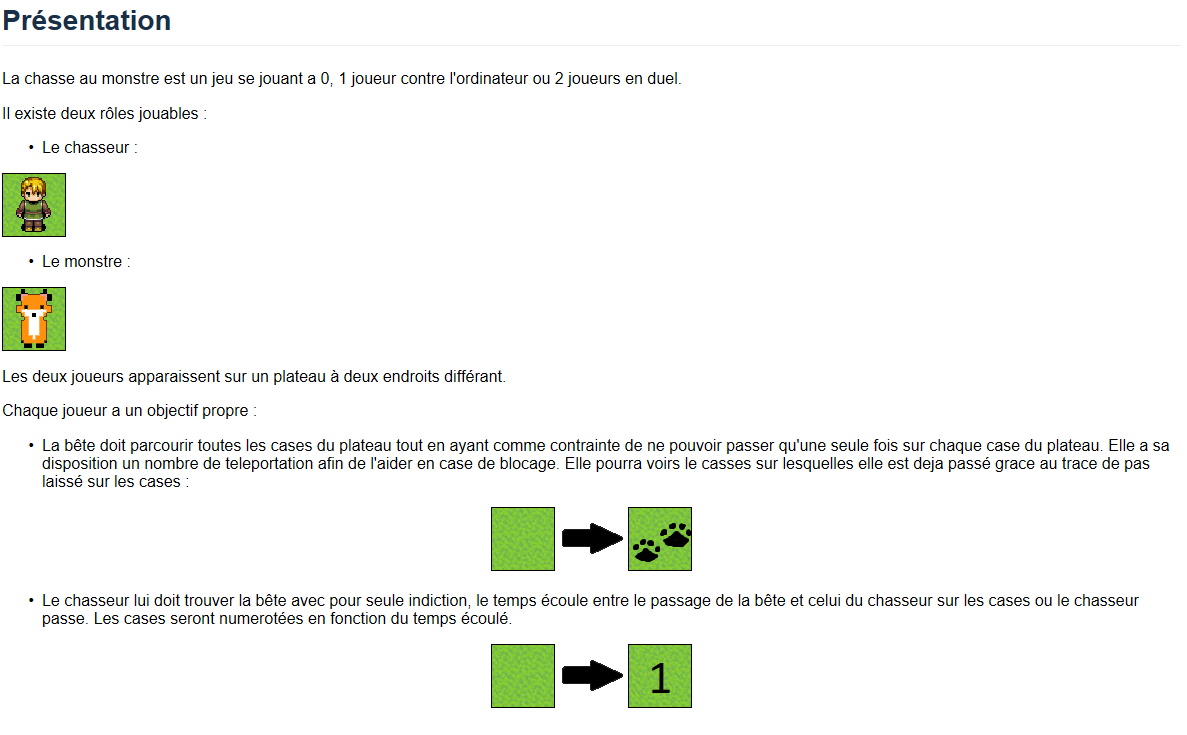 Présentation
La chasse au monstre est un jeu se jouant a 0, 1 joueur contre l'ordinateur ou 2 joueurs en duel.
Il existe deux rôles jouables :
• Le chasseur :
• Le monstre :
Les deux joueurs apparaissent sur un plateau à deux endroits différant.
Chaque joueur a un objectif propre :
• La bête doit parcourir toutes les cases du plateau tout en ayant comme contrainte de ne pouvoir passer qu'une seule fois sur chaque case du plateau. Elle a sa
disposition un nombre de teleportation afin de l'aider en case de blocage. Elle pourra voirs le casses sur lesquelles elle est deja passé grace au trace de pas
laissé sur les cases :
• Le chasseur lui doit trouver la bête avec pour seule indiction, le temps écoule entre le passage de la bête et celui du chasseur sur les cases ou le chasseur
passe. Les cases seront numerotées en fonction du temps écoulé.
1